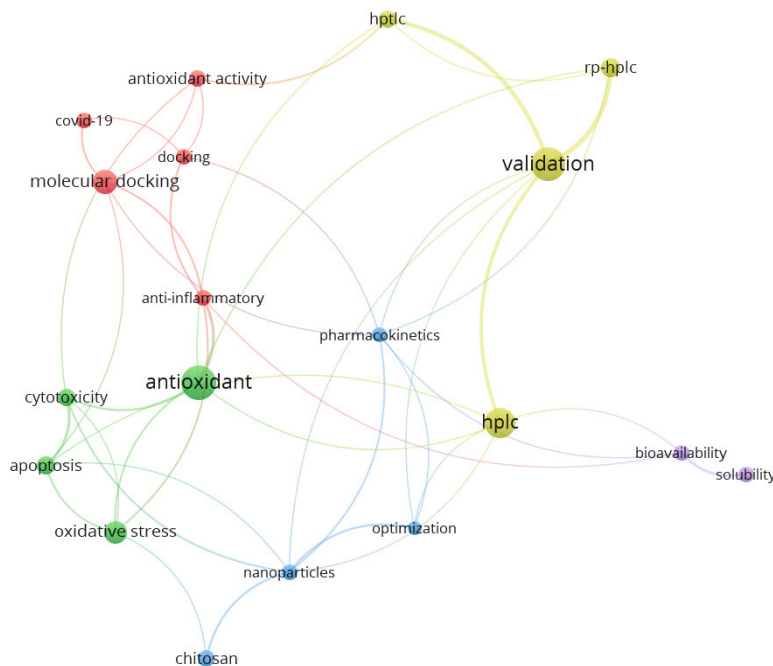 hptlc
rp-hplc
antioxidant activity
covid-19
docking
validation
molecular docking
anti-inflammatory
pharmacokinetics
antioxidant
cytotoxicity
hplc
bioavailability
apoptosis
solubility
oxidative stress
optimization
nanoparticles
chitosan